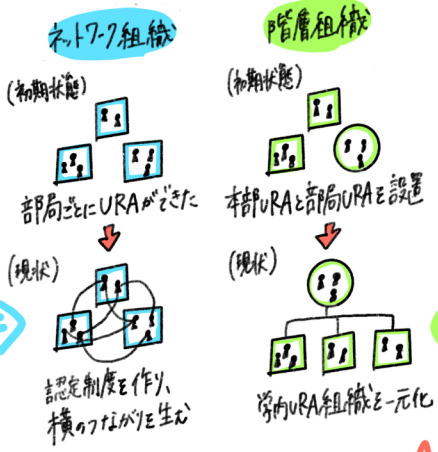 ネットワーク組織
(初期状態)
部局ごとにURAができた
(現状)
認定制度を作り、
横のつながりを生む
階層組織
(初期状態)
本部URAと部局URAを設置
(現状)
学内URA組織を一元化